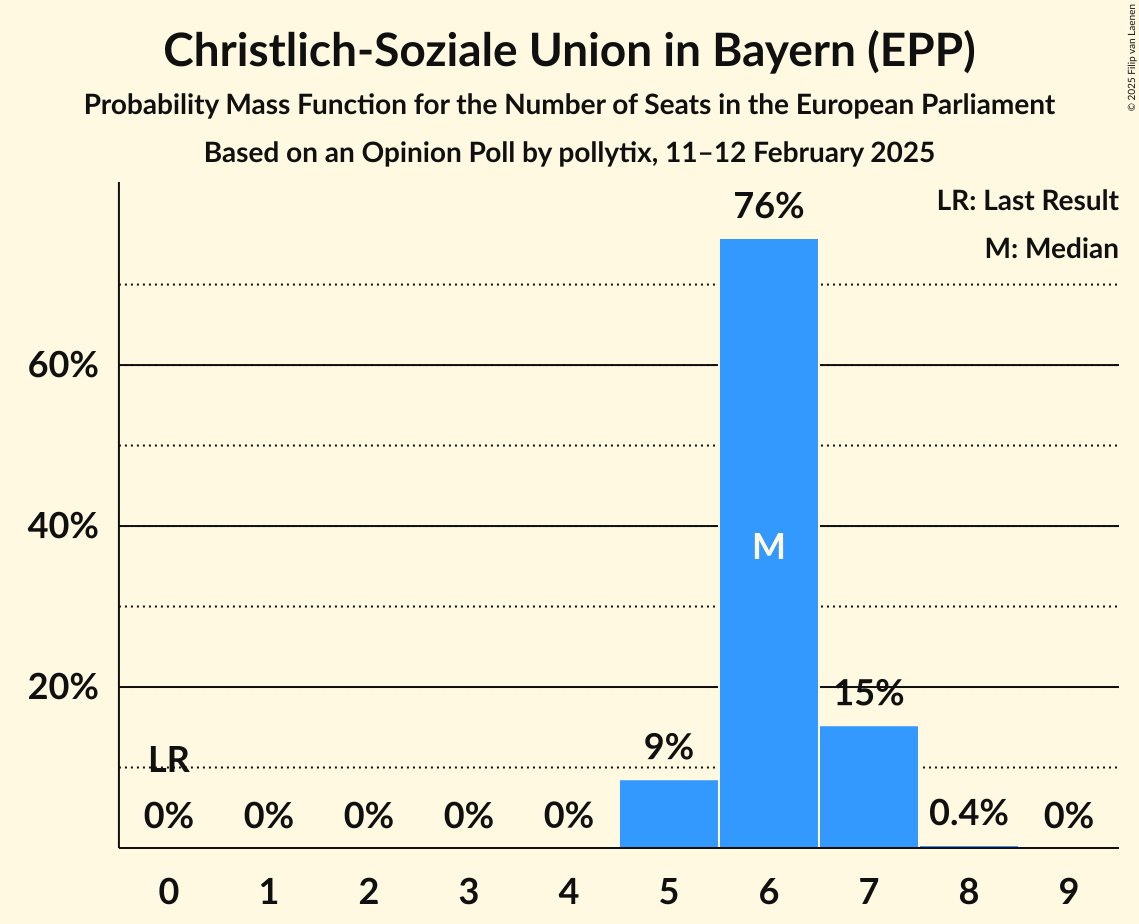 Christlich-Soziale Union in Bayern (EPP)
Probability Mass Function for the Number of Seats in the European Parliament
Based on an Opinion Poll by pollytix, 11–12 February 2025
© 2025 Filip van Laenen
LR: Last Result
M: Median
76%
60%
40%
M
20%
15%
9%
LR
0% 0% 0% 0% 0% 0.4% 0%
0 1 2 3 4 5 6 7 8 9